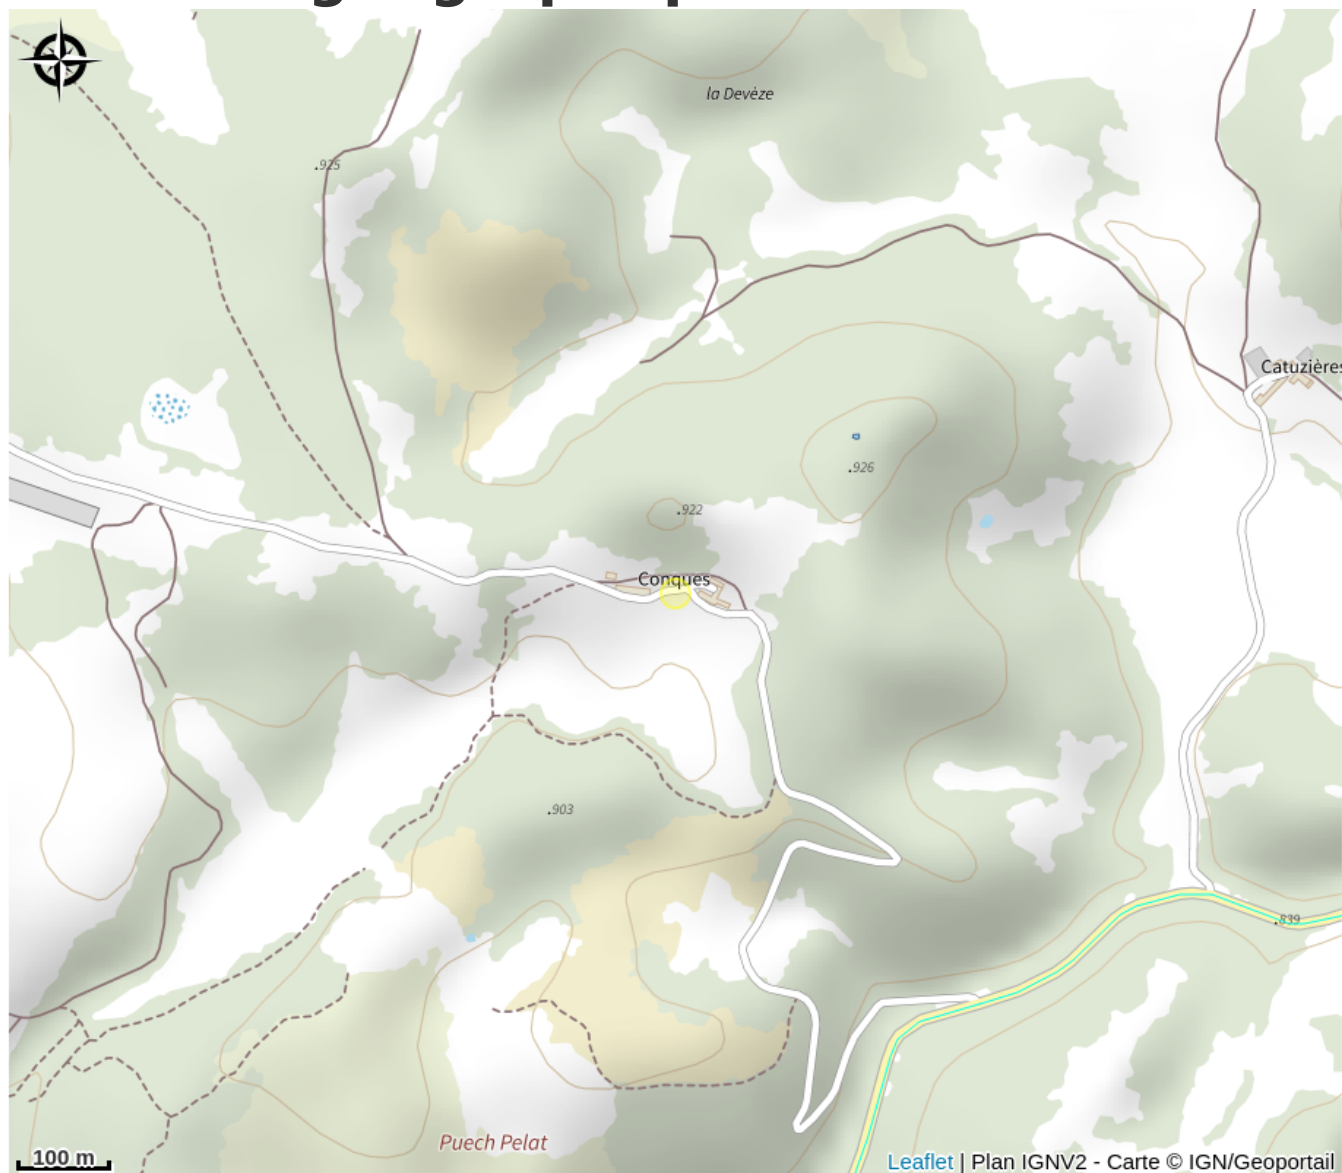 la Devèze
.925
Catuzières
.926
.922
Conques
.903
.839
Puech Pelat
100 m
Leaflet | Plan IGNV2 - Carte © IGN/Geoportail